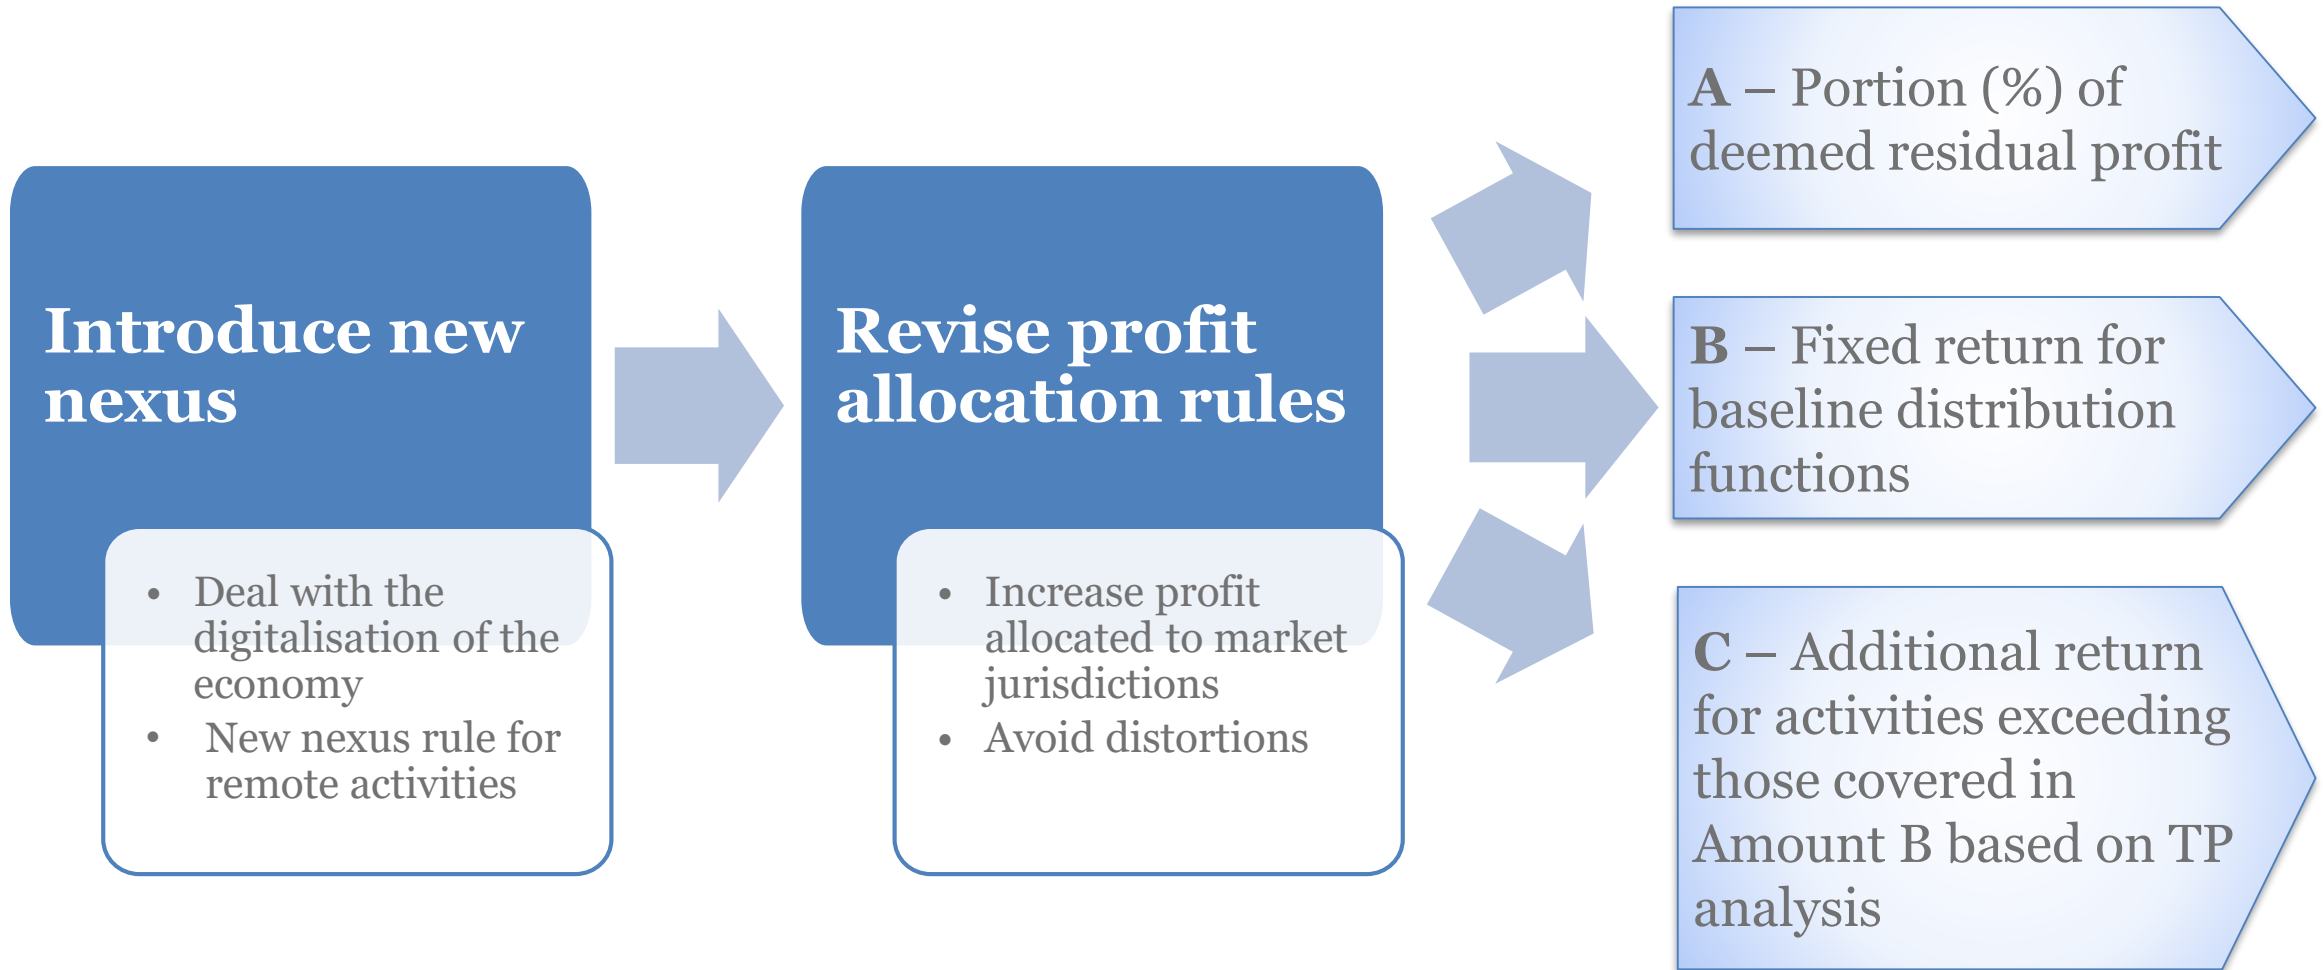 Introduce new
nexus
• Deal with the
digitalisation of the
economy
• New nexus rule for
remote activities
Revise profit
allocation rules
• Increase profit
allocated to market
jurisdictions
• Avoid distortions
A – Portion (%) of
deemed residual profit
B – Fixed return for
baseline distribution
functions
C – Additional return
for activities exceeding
those covered in
Amount B based on TP
analysis